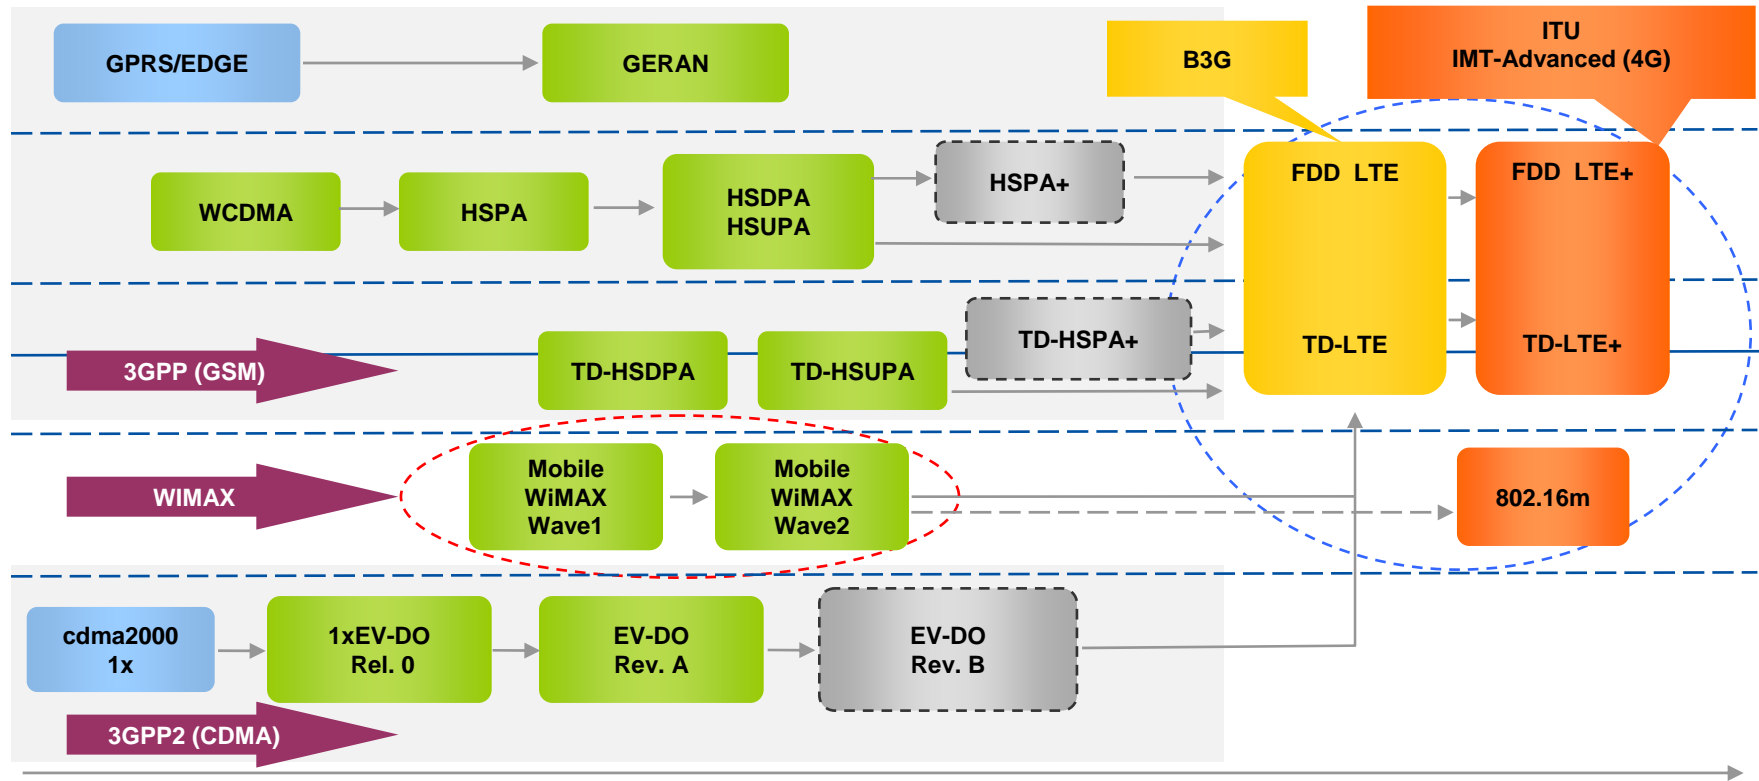 GPRS/EDGE
GERAN
B3G
ITU
IMT-Advanced (4G)
WCDMA
HSPA
HSDPA
HSUPA
HSPA+
FDD LTE
FDD LTE+
3GPP (GSM)
TD-HSDPA
TD-HSUPA
TD-HSPA+
TD-LTE
TD-LTE+
WIMAX
Mobile
WiMAX
Wave1
Mobile
WiMAX
Wave2
802.16m
cdma2000
1x
1xEV-DO
Rel. 0
EV-DO
Rev. A
EV-DO
Rev. B
3GPP2 (CDMA)